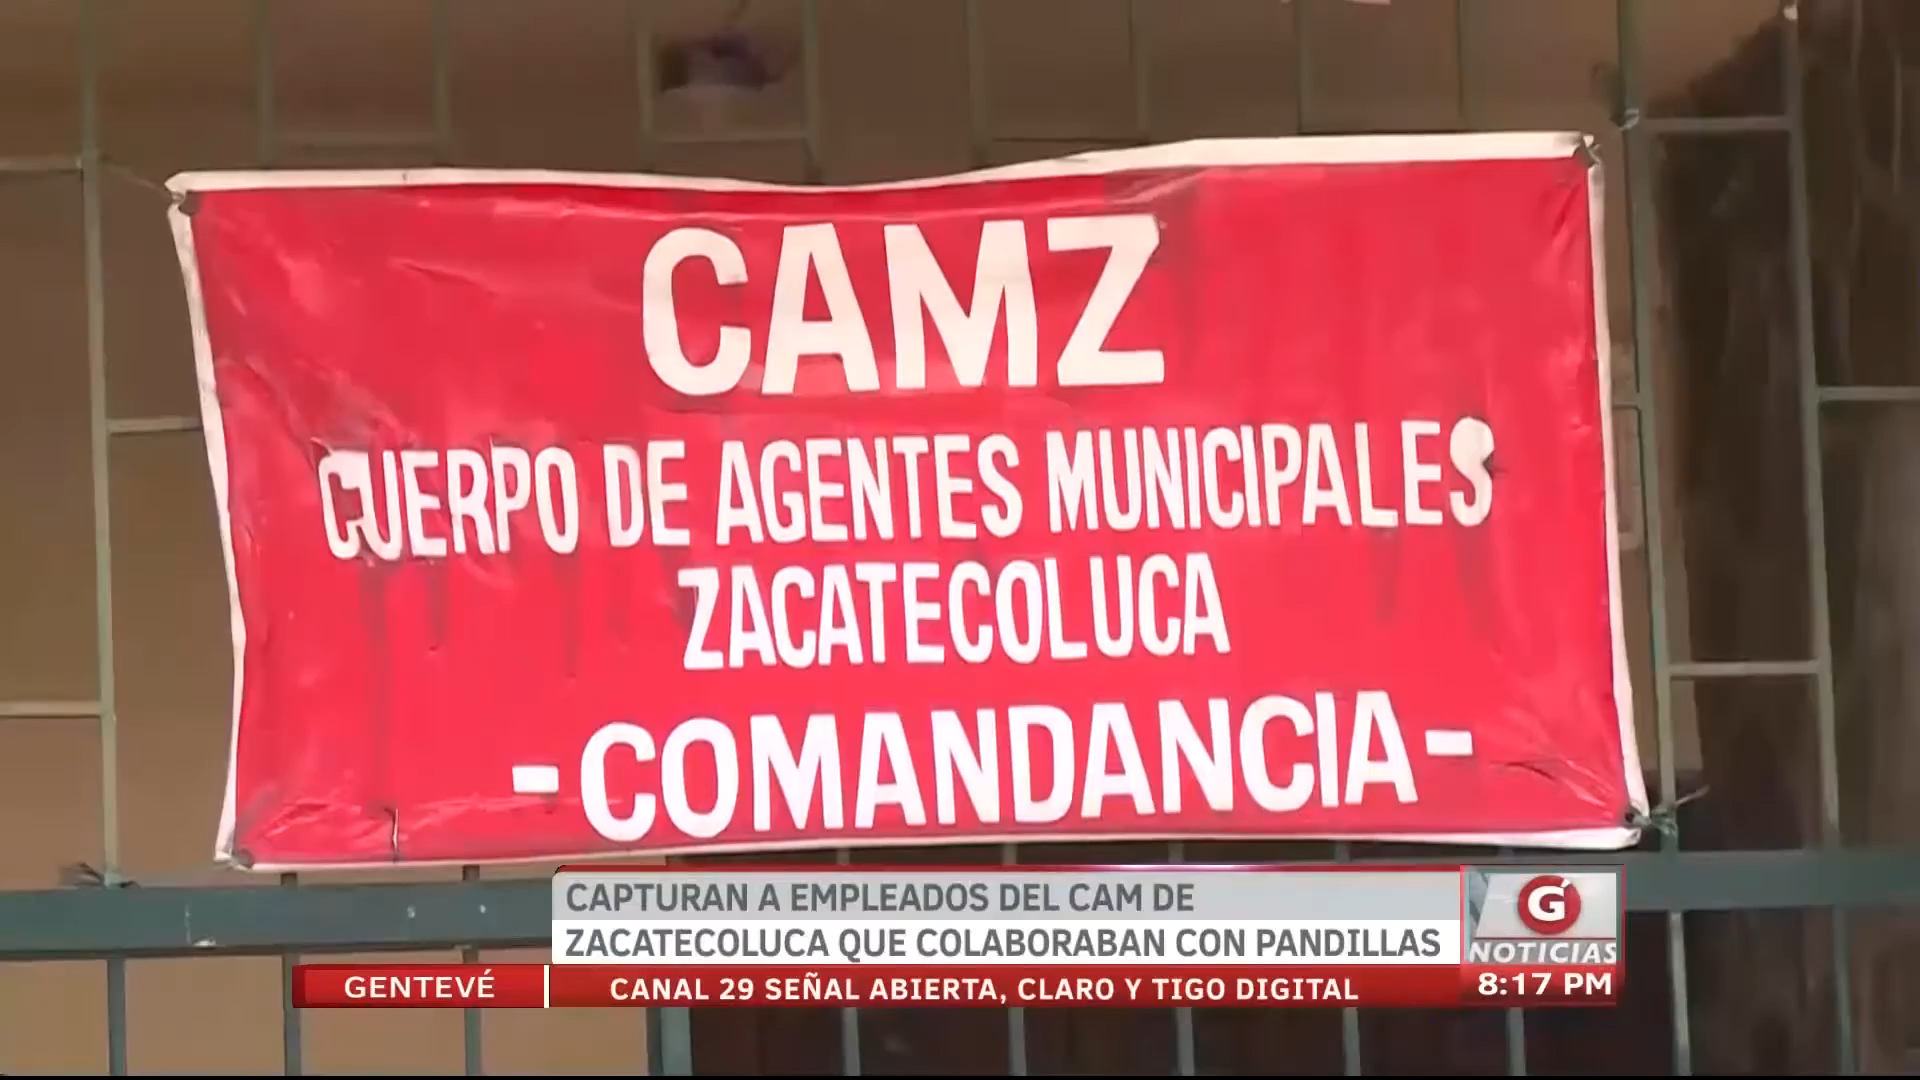 CAMZ
CUERPO DE AGENTES MUNICIPALES
ZACATECOLUCA
-COMANDANCIA-
CAPTURAN A EMPLEADOS DEL CAM DE
ZACATECOLUCA QUE COLABORABAN CON PANDILLAS
G
NOTICIAS
8:17 PM
GENTEVÉ
CANAL 29 SEÑAL ABIERTA, CLARO Y TIGO DIGITAL